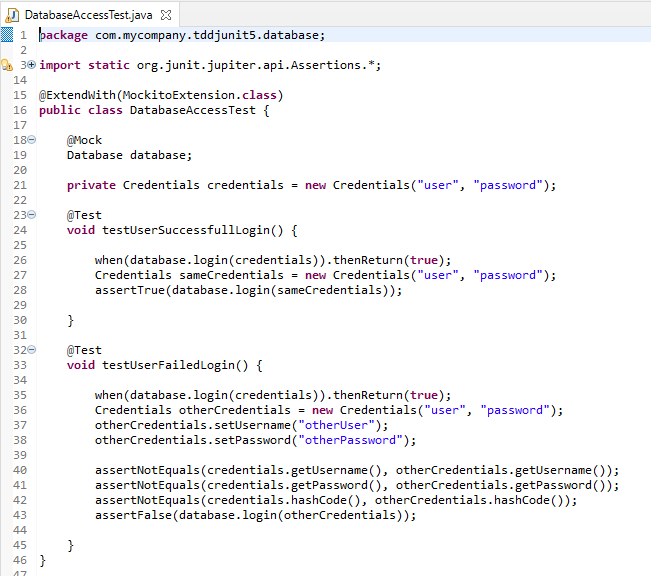 DatabaseAccessTest.java
1 package com.mycompany.tddjunit5.database;
2
3 import static org.junit.jupiter.api.Assertions.*;
14
15 @ExtendWith(MockitoExtension.class)
16 public class DatabaseAccessTest {
17
18 @Mock
19 Database database;
20
21 private Credentials credentials = new Credentials("user", "password");
22
23 @Test
24 void testUserSuccessfullLogin() {
25
26 when(database.login(credentials)).thenReturn(true);
27 Credentials sameCredentials = new Credentials("user", "password");
28 assertTrue(database.login(sameCredentials));
29
30 }
31
32 @Test
33 void testUserFailedLogin() {
34
35 when(database.login(credentials)).thenReturn(true);
36 Credentials otherCredentials = new Credentials("user", "password");
37 otherCredentials.setUsername("otherUser");
38 otherCredentials.setPassword("otherPassword");
39
40 assertNotEquals(credentials.getUsername(), otherCredentials.getUsername());
41 assertNotEquals(credentials.getPassword(), otherCredentials.getPassword());
42 assertNotEquals(credentials.hashCode(), otherCredentials.hashCode());
43 assertFalse(database.login(otherCredentials));
44
45 }
46 }
47